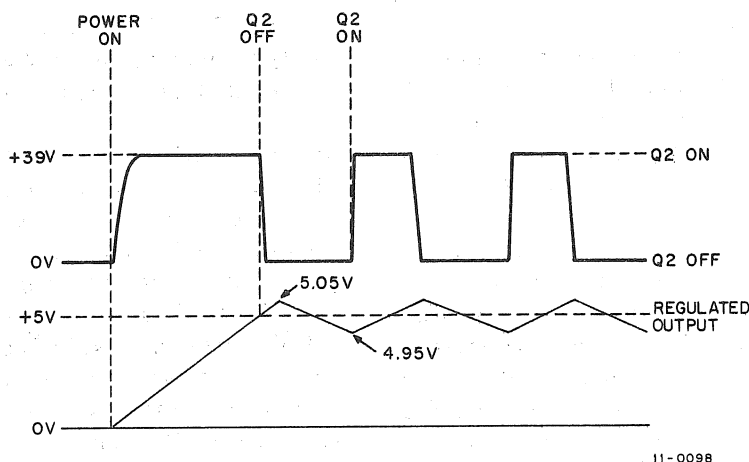 POWER
ON
Q2
OFF
Q2
ON
+39V
Q2 ON
0V
Q2 OFF
5.05V
+5V
REGULATED
OUTPUT
4.95V
0V
11-0098